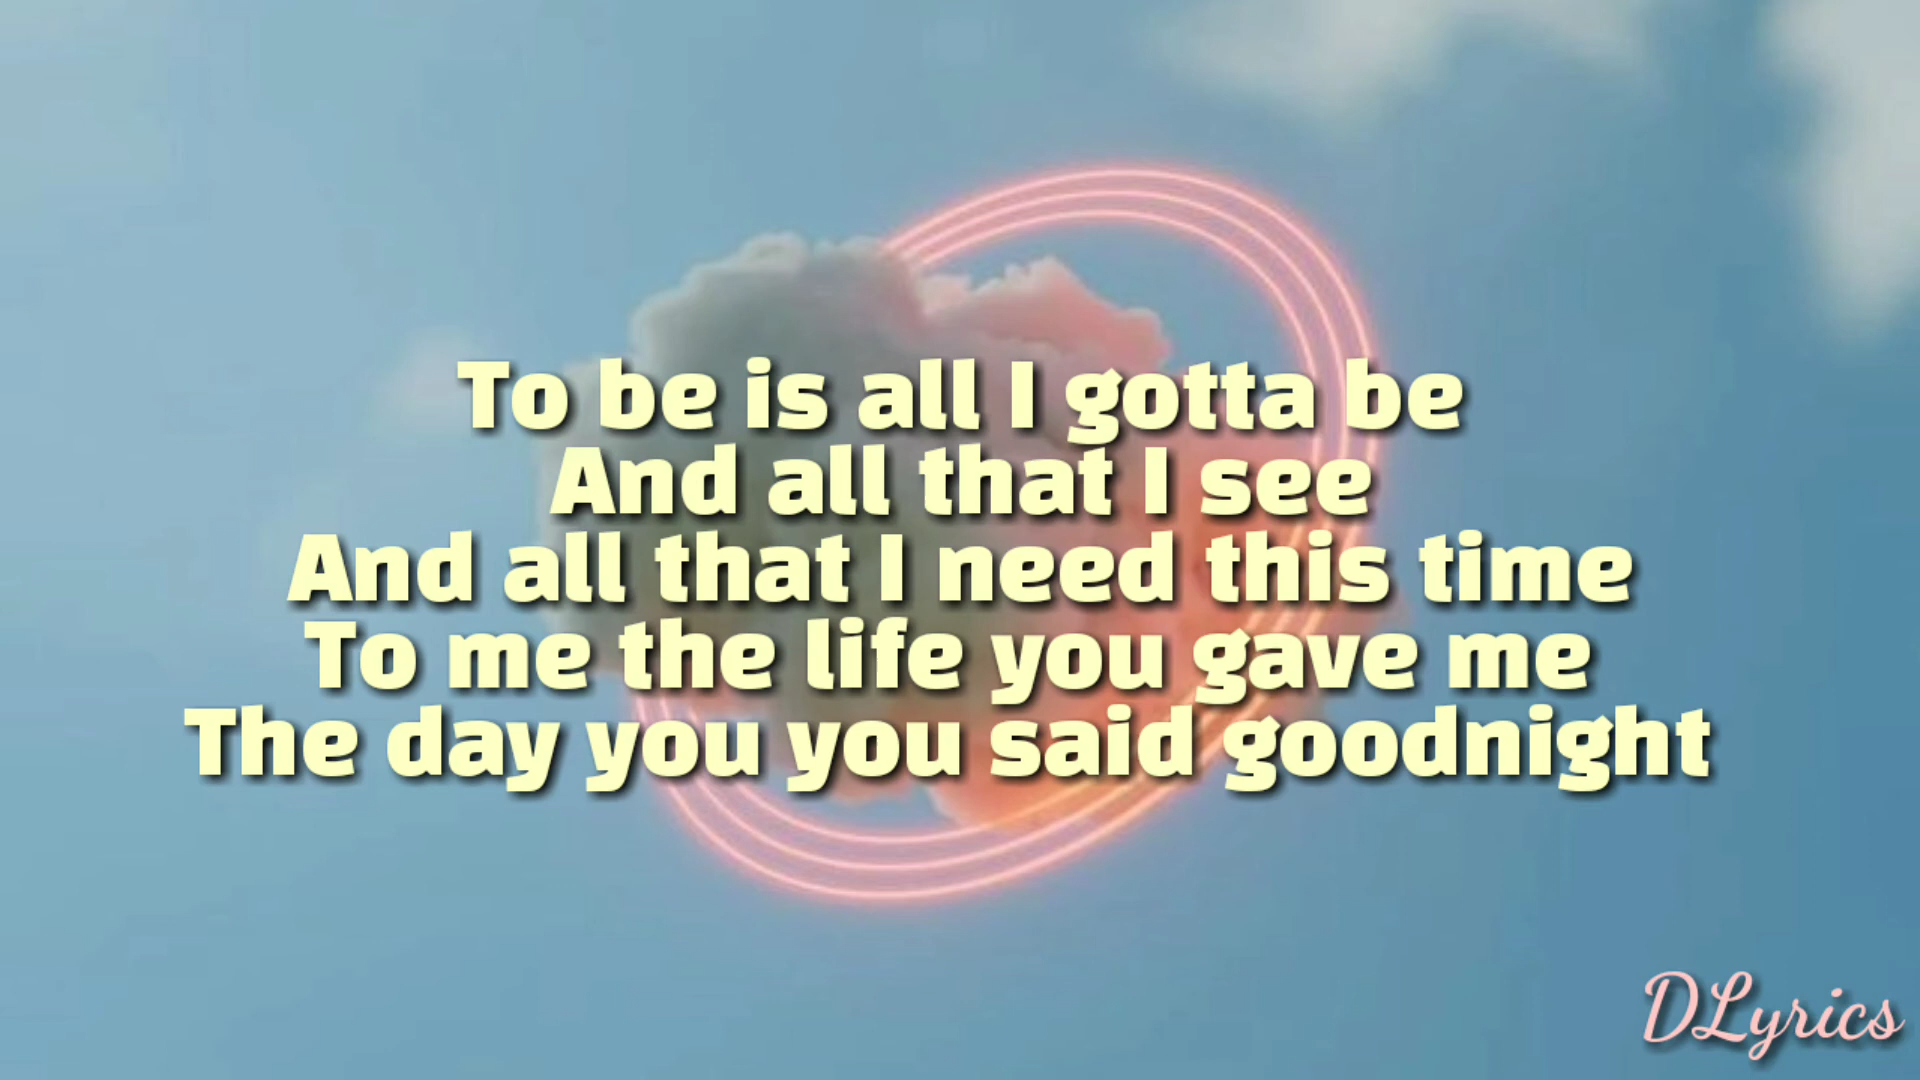 To be is all I gotta be
And all that I see
And all that I need this time
To me the life you gave me
The day you you said goodnight
DLyrics